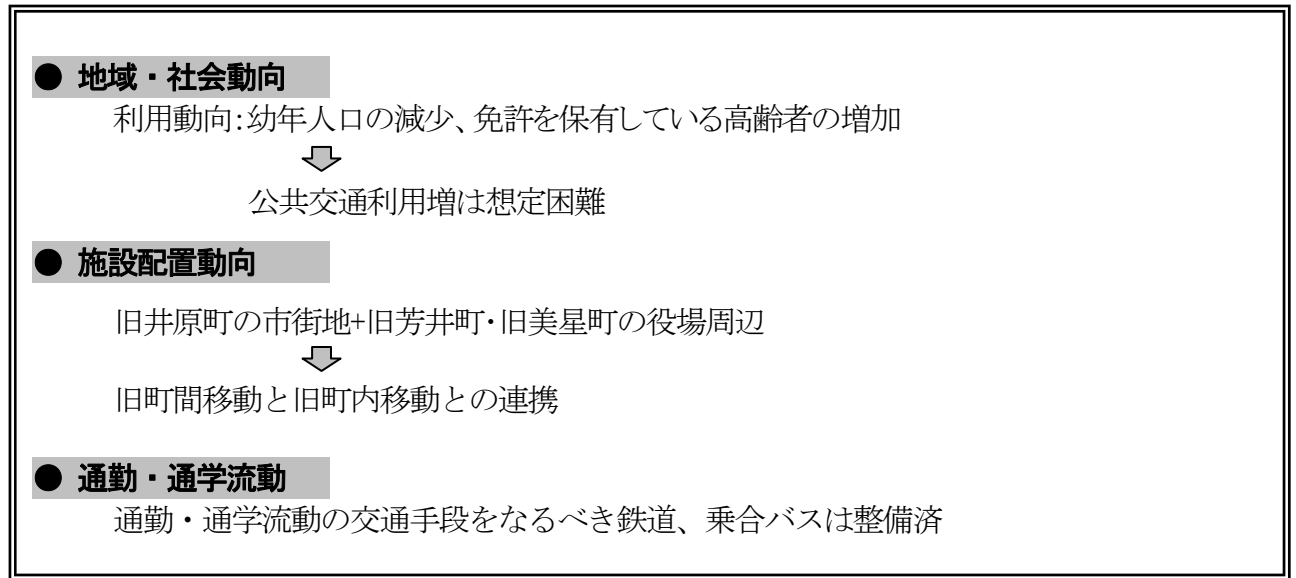 ● 地域・社会動向
利用動向:幼年人口の減少、免許を保有している高齢者の増加
公共交通利用増は想定困難
● 施設配置動向
旧井原町の市街地+旧芳井町・旧美星町の役場周辺
旧町間移動と旧町内移動との連携
● 通勤・通学流動
通勤・通学流動の交通手段をなるべき鉄道、乗合バスは整備済